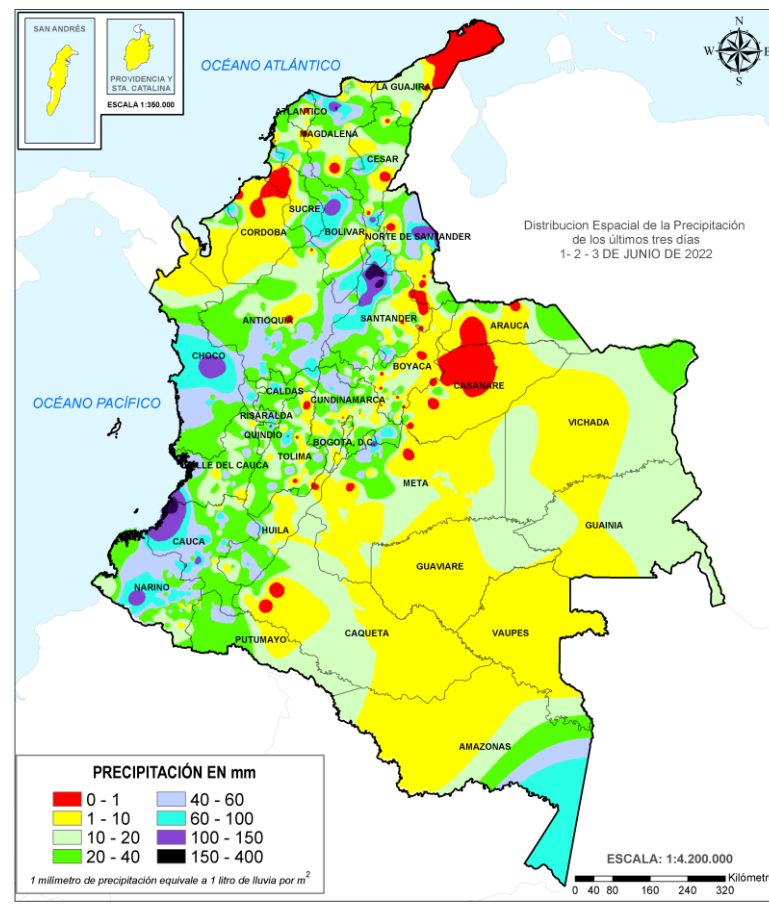 SAN ANDRÉS
PROVIDENCIA Y
STA. CATALINA
ESCALA 1:350.000
OCÉANO ATLÁNTICO
N
W
E
S
LA GUAJIRA
ATLANTICO
MAGDALENA
CESAR
SUCRE
CORDOBA
BOLIVAR
NORTE DE SANTANDER
Distribucion Espacial de la Precipitación
de los últimos tres días
1- 2 - 3 DE JUNIO DE 2022
ANTIOQUIA
SANTANDER
ARAUCA
CHOCO
BOYACA
CASANARE
OCÉANO PACÍFICO
CALDAS
CUNDINAMARCA
RISARALDA
VICHADA
QUINDIO
BOGOTA, D.C.
TOLIMA
VALLE DEL CAUCA
META
GUAINIA
HUILA
CAUCA
GUAVIARE
NARINO
CAQUETA
VAUPES
PUTUMAYO
AMAZONAS
PRECIPITACIÓN EN mm
0 - 1
40 - 60
1 - 10
60 - 100
10 - 20
100 - 150
20 - 40
150 - 400
1 milímetro de precipitación equivale a 1 litro de lluvia por m²
ESCALA: 1:4.200.000
Kilómet
0 40 80 160 240 320